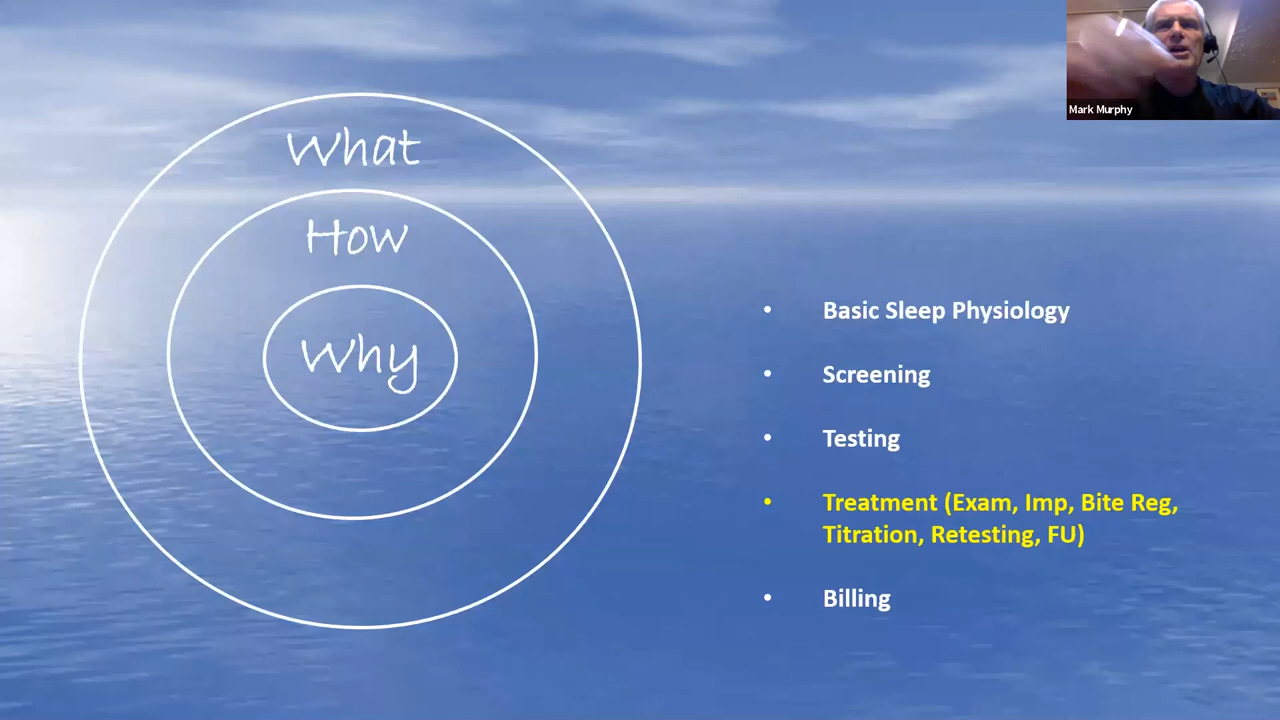 Mark Murphy
What
How
Why
• Basic Sleep Physiology
• Screening
• Testing
• Treatment (Exam, Imp, Bite Reg,
Titration, Retesting, FU)
• Billing